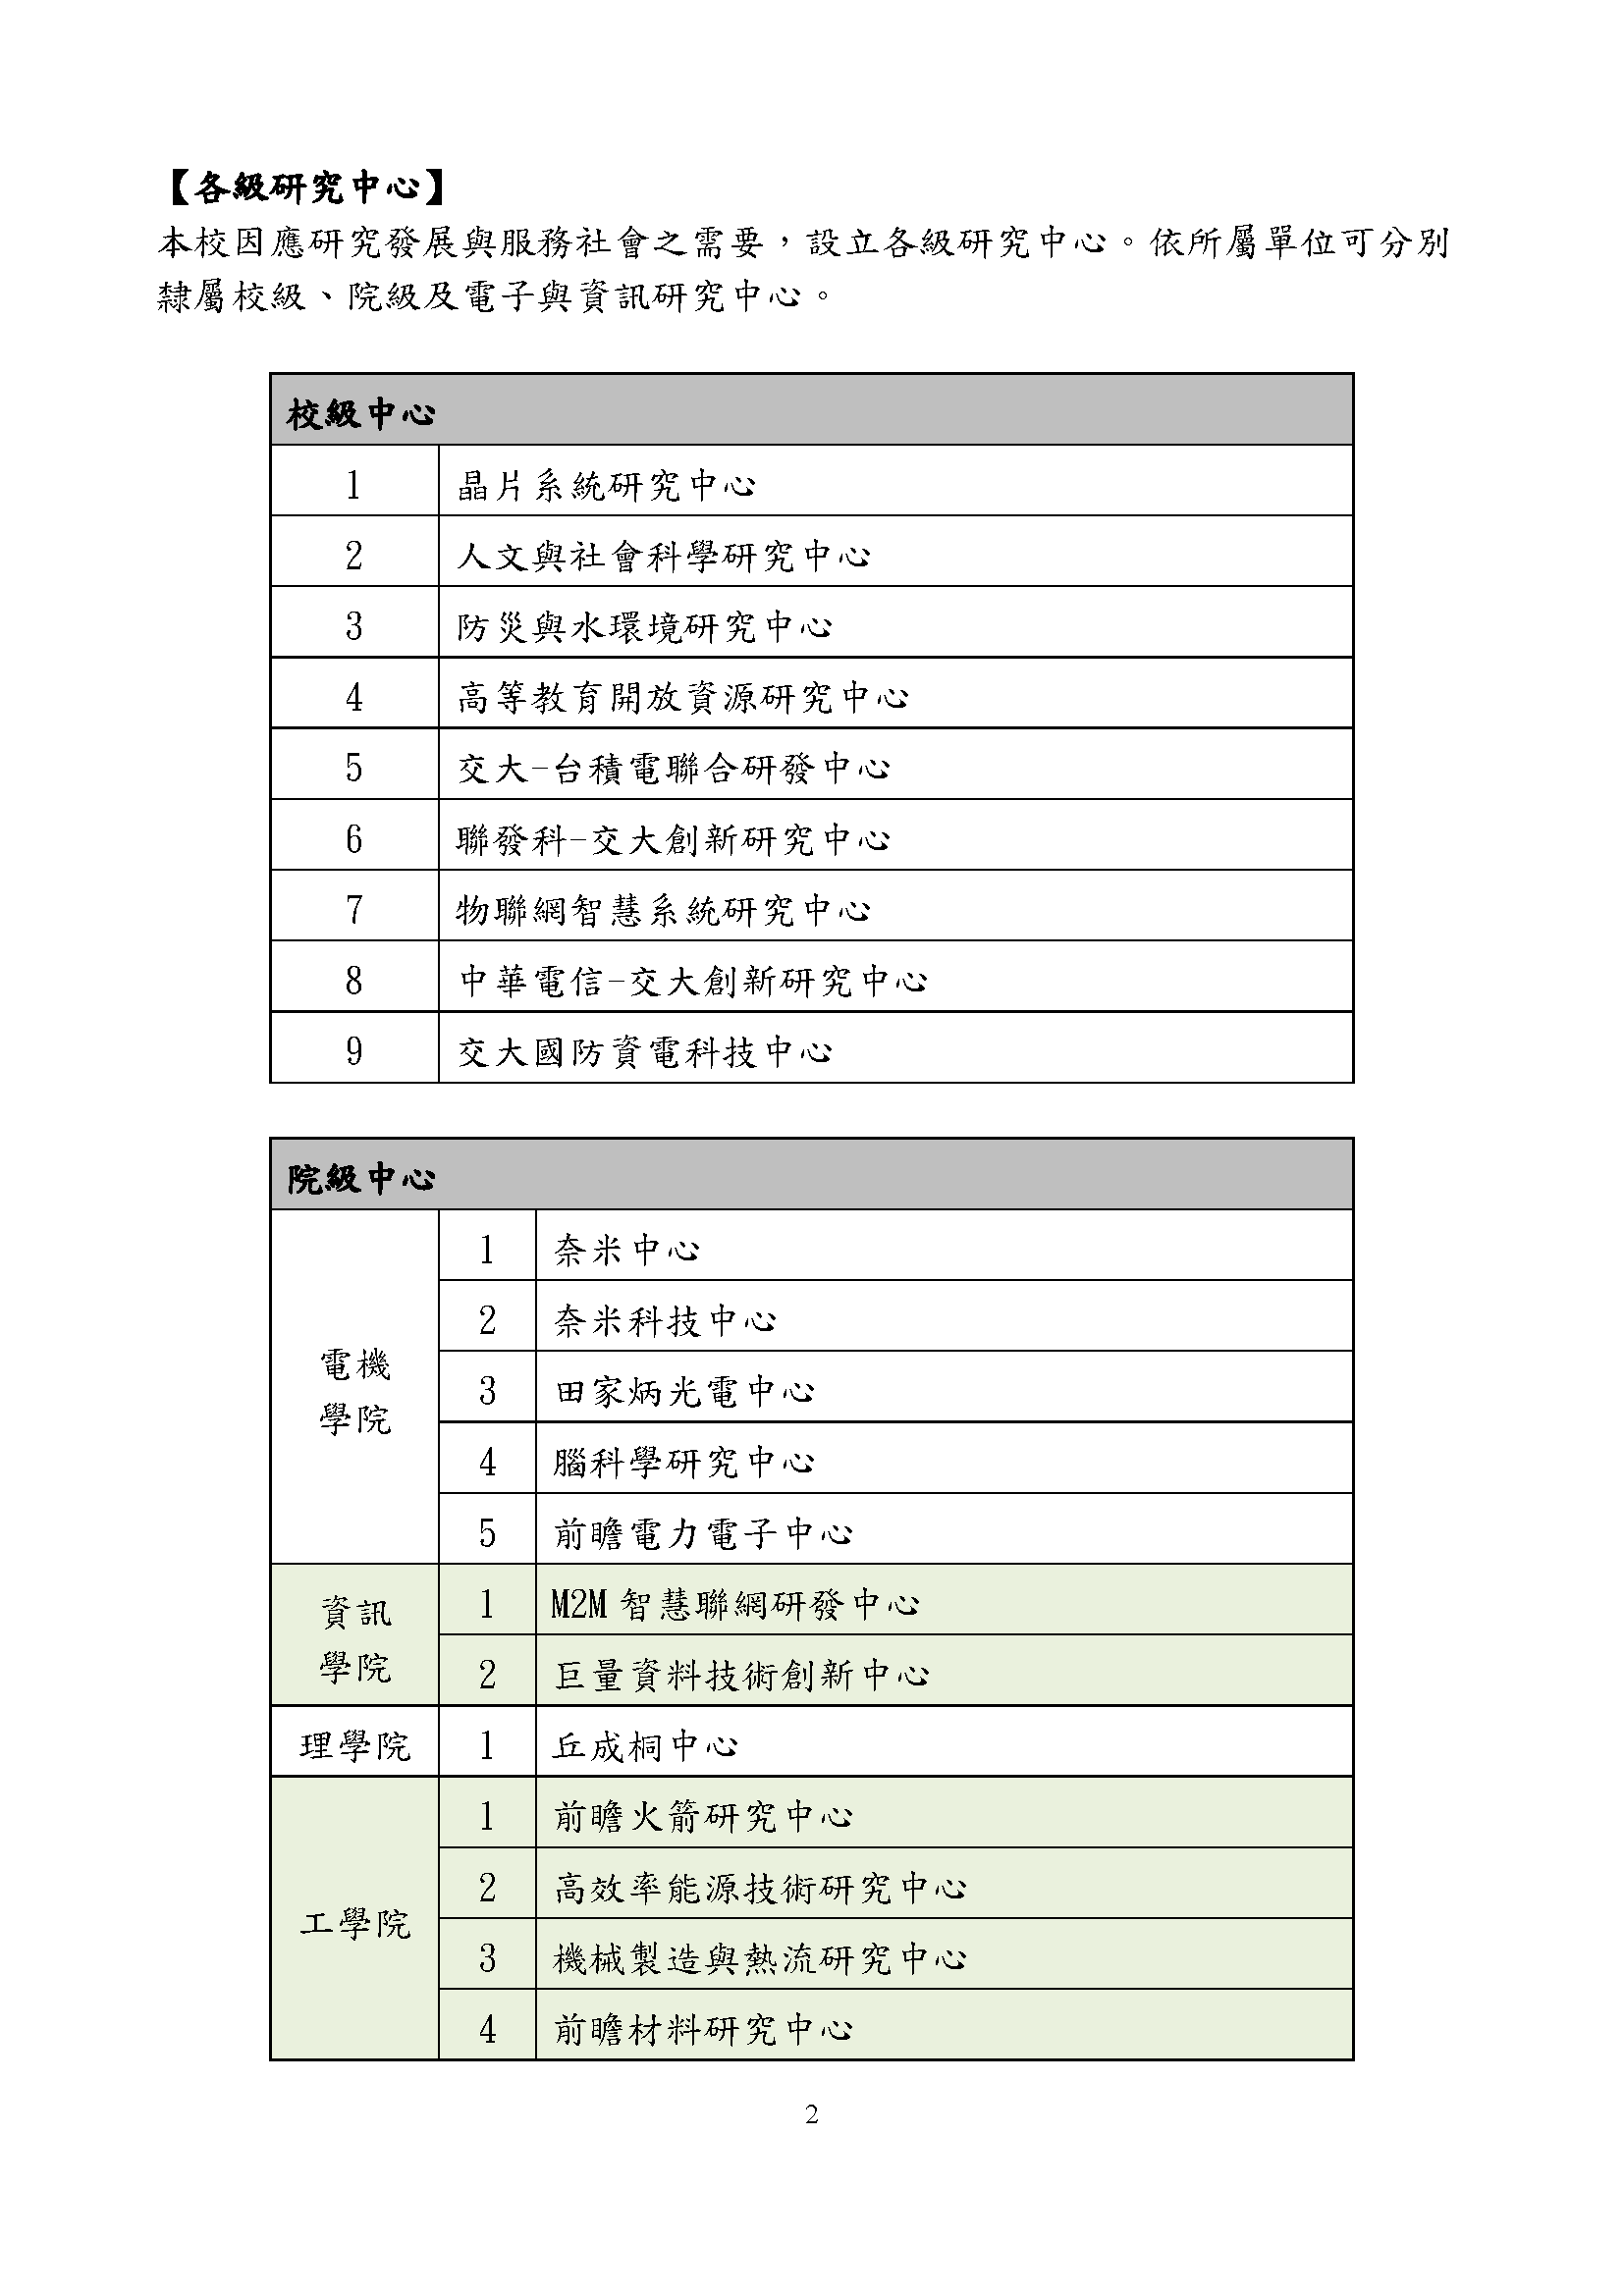 【各級研究中心】
本校因應研究發展與服務社會之需要，設立各級研究中心。依所屬單位可分別
隸屬校級、院級及電子與資訊研究中心。
校級中心
1 晶片系統研究中心
2 人文與社會科學研究中心
3 防災與水環境研究中心
4 高等教育開放資源研究中心
5 交大-台積電聯合研發中心
6 聯發科-交大創新研究中心
7 物聯網智慧系統研究中心
8 中華電信-交大創新研究中心
9 交大國防資電科技中心
院級中心
電機
學院
1 奈米中心
2 奈米科技中心
3 田家炳光電中心
4 腦科學研究中心
5 前瞻電力電子中心
資訊
學院
1 M2M 智慧聯網研發中心
2 巨量資料技術創新中心
理學院 1 丘成桐中心
工學院
1 前瞻火箭研究中心
2 高效率能源技術研究中心
3 機械製造與熱流研究中心
4 前瞻材料研究中心
2